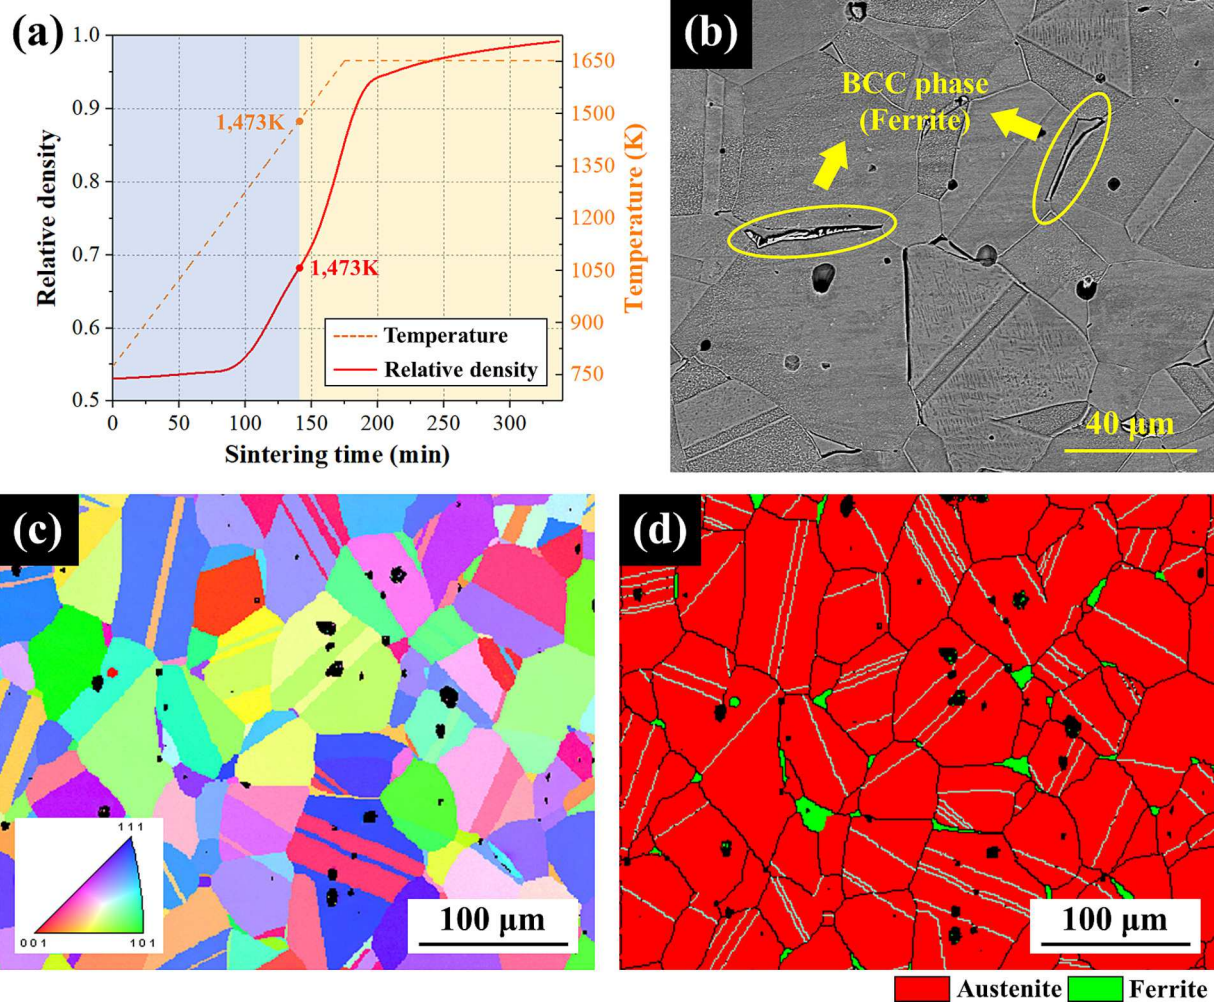 (a)
1.0
0.9
0.8
0.7
0.6
0.5
Relative density
0 50 100 150 200 250 300
Sintering time (min)
1650
1500
1350
1200
1050
900
750
Temperature (K)
1,473K
1,473K
Temperature
Relative density
(b)
BCC phase
(Ferrite)
40 μm
(c)
111
001 101
100 μm
(d)
100 μm
Austenite Ferrite